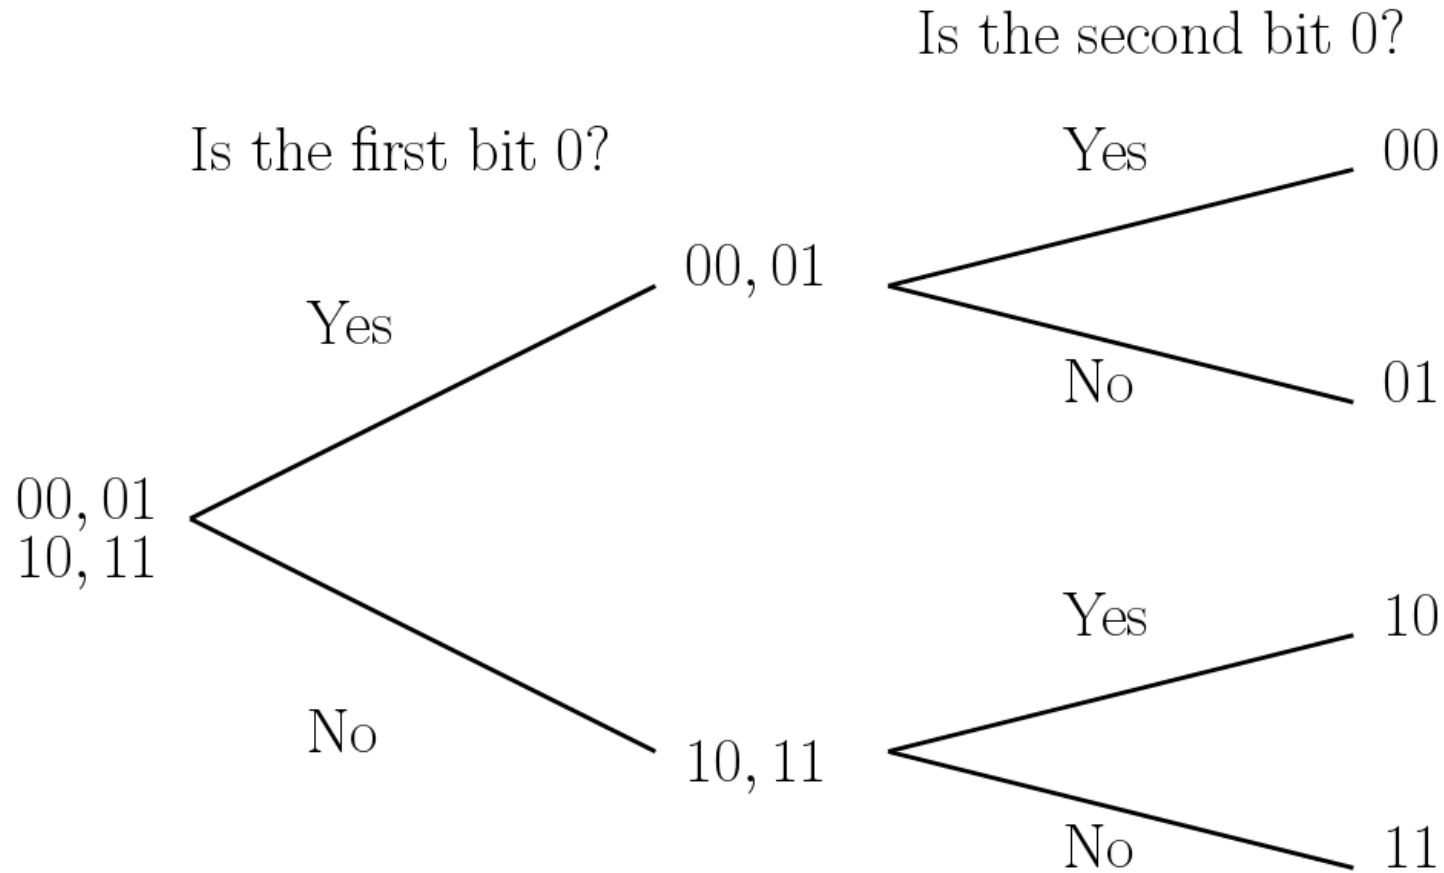 Is the second bit 0?
Is the first bit 0?
Yes
00
00, 01
Yes
No
01
00, 01
10, 11
Yes
10
No
10, 11
No
11